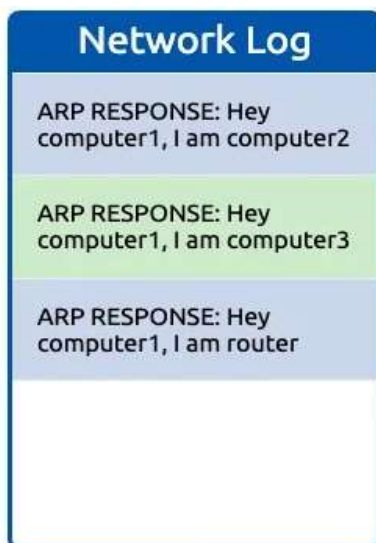 Network Log
ARP RESPONSE: Hey
computer1, I am computer2
ARP RESPONSE: Hey
computer1, I am computer3
ARP RESPONSE: Hey
computer1, I am router